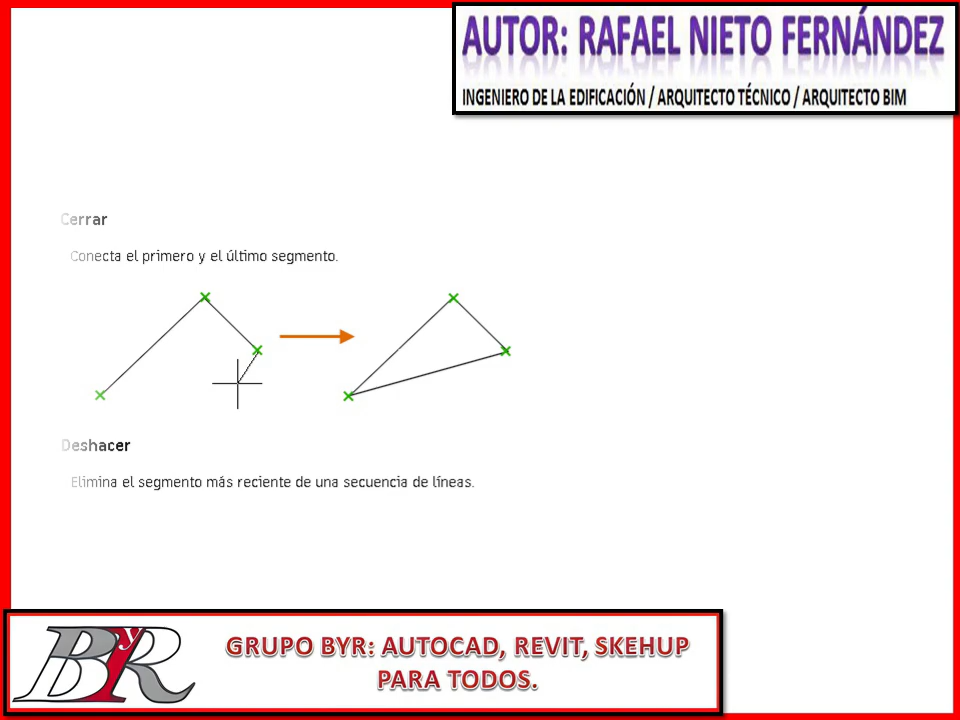 AUTOR: RAFAEL NIETO FERNÁNDEZ
INGENIERO DE LA EDIFICACIÓN / ARQUITECTO TÉCNICO / ARQUITECTO BIM
Cerrar
Conecta el primero y el último segmento.
Deshacer
Elimina el segmento más reciente de una secuencia de líneas.
ByR
GRUPO BYR: AUTOCAD, REVIT, SKEHUP
PARA TODOS.